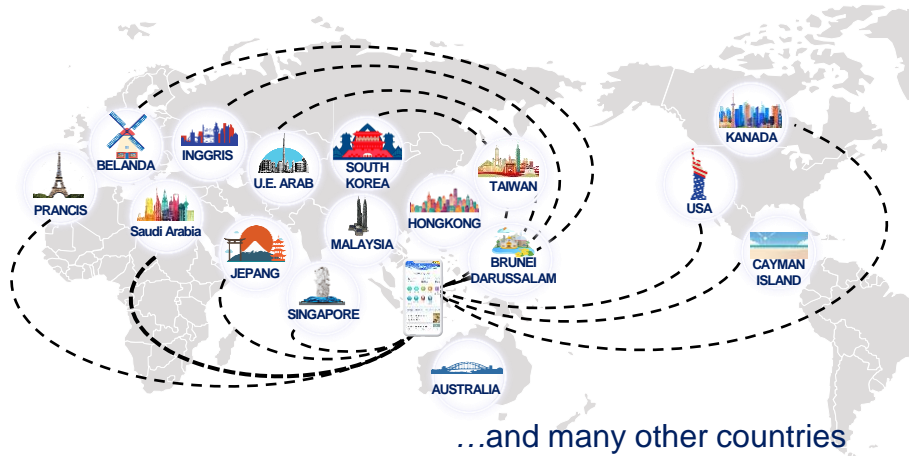 KANADA
BELANDA
INGGRIS
U.E. ARAB
SOUTH
KOREA
TAIWAN
PRANCIS
USA
Saudi Arabia
HONGKONG
MALAYSIA
JEPANG
BRUNEI
DARUSSALAM
CAYMAN
ISLAND
SINGAPORE
AUSTRALIA
...and many other countries